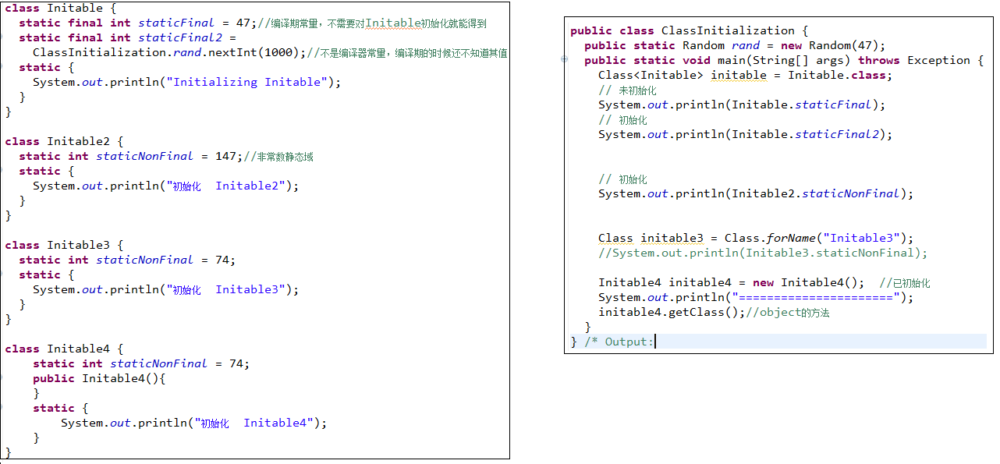 class Initable {
  static final int staticFinal = 47;//编译期常量，不需要对Initable初始化就能得到
  static final int staticFinal2 =
    ClassInitialization.rand.nextInt(1000);//不是编译器常量，编译期的时候还不知道其值
  static {
    System.out.println("Initializing Initable");
  }
}
class Initable2 {
  static int staticNonFinal = 147;//非常数静态域
  static {
    System.out.println("初始化  Initable2");
  }
}
class Initable3 {
  static int staticNonFinal = 74;
  static {
    System.out.println("初始化  Initable3");
  }
}
class Initable4 {
    static int staticNonFinal = 74;
    public Initable4(){
    }
    static {
        System.out.println("初始化  Initable4");
    }
}
public class ClassInitialization {
  public static Random rand = new Random(47);
  public static void main(String[] args) throws Exception {
    Class<Initable> initable = Initable.class;
    // 未初始化
    System.out.println(Initable.staticFinal);
    // 初始化
    System.out.println(Initable.staticFinal2);
    // 初始化
    System.out.println(Initable2.staticNonFinal);
    Class initable3 = Class.forName("Initable3");
    //System.out.println(Initable3.staticNonFinal);
    Initable4 initable4 = new Initable4();  //已初始化
    System.out.println("======================");
    initable4.getClass();//object的方法
  }
} /* Output: